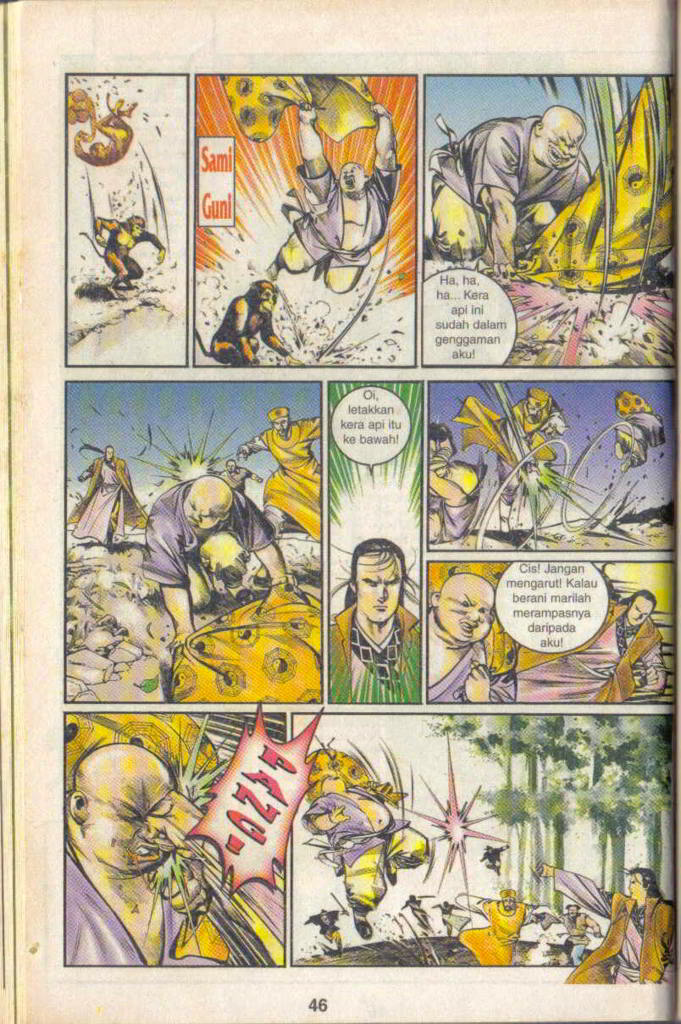 Sami
Guni
Ha, ha,
ha... Kera
api ini
sudah dalam
genggaman
aku!
Oi,
letakkan
kera api itu
ke bawah!
Cis! Jangan
mengarut! Kalau
berani marilah
merampasnya
daripada
aku!
46